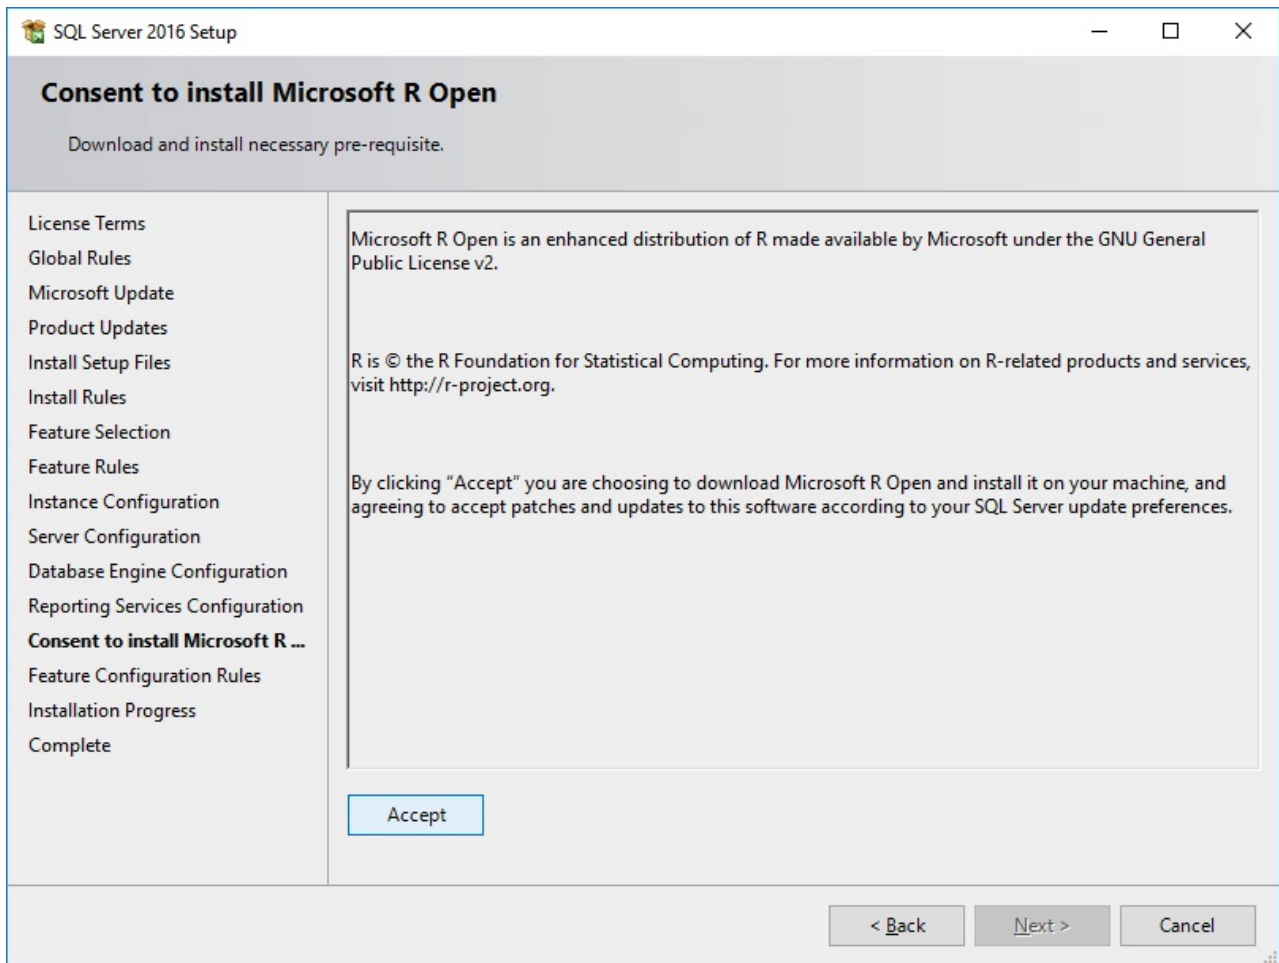 SQL Server 2016 Setup
Consent to install Microsoft R Open
Download and install necessary pre-requisite.
License Terms
Global Rules
Microsoft Update
Product Updates
Install Setup Files
Install Rules
Feature Selection
Feature Rules
Instance Configuration
Server Configuration
Database Engine Configuration
Reporting Services Configuration
Consent to install Microsoft R ...
Feature Configuration Rules
Installation Progress
Complete
Microsoft R Open is an enhanced distribution of R made available by Microsoft under the GNU General
Public License v2.
R is © the R Foundation for Statistical Computing. For more information on R-related products and services,
visit http://r-project.org.
By clicking “Accept” you are choosing to download Microsoft R Open and install it on your machine, and
agreeing to accept patches and updates to this software according to your SQL Server update preferences.
Accept
< Back
Next >
Cancel